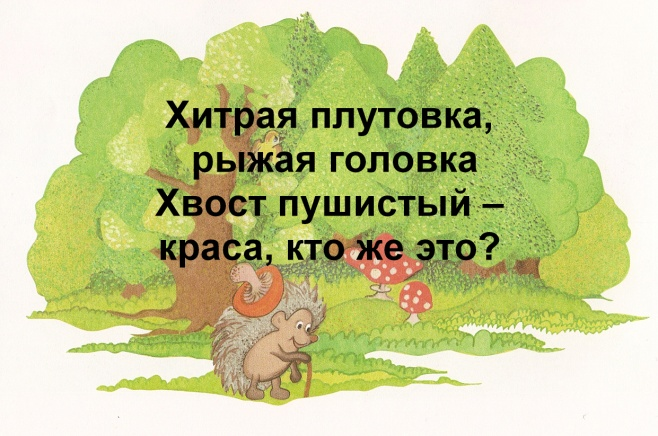 Хитрая плутовка,
рыжая головка
Хвост пушистый –
краса, кто же это?